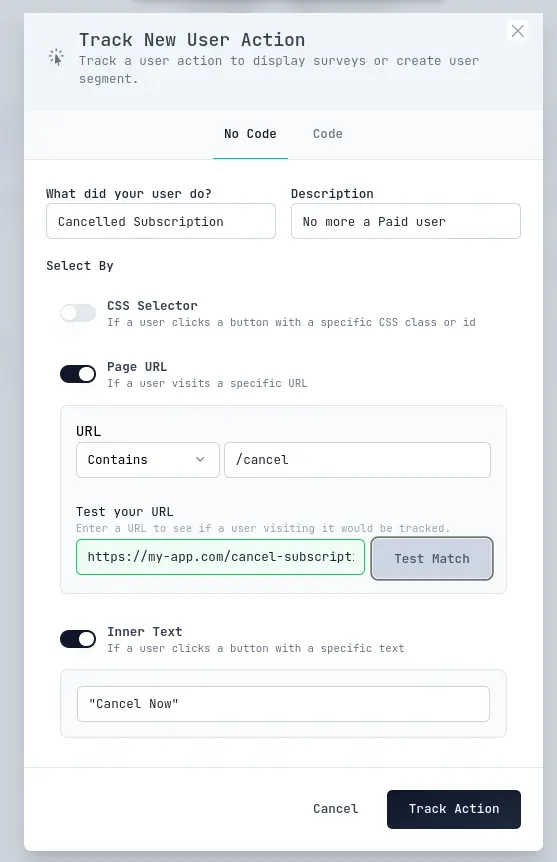 Track New User Action
Track a user action to display surveys or create user
segment.
No Code
Code
What did your user do?
Description
Cancelled Subscription
No more a Paid user
Select By
CSS Selector
If a user clicks a button with a specific CSS class or id
Page URL
If a user visits a specific URL
URL
Contains
/cancel
Test your URL
Enter a URL to see if a user visiting it would be tracked.
https://my-app.com/cancel-subscripti
Test Match
Inner Text
If a user clicks a button with a specific text
"Cancel Now"
Cancel
Track Action